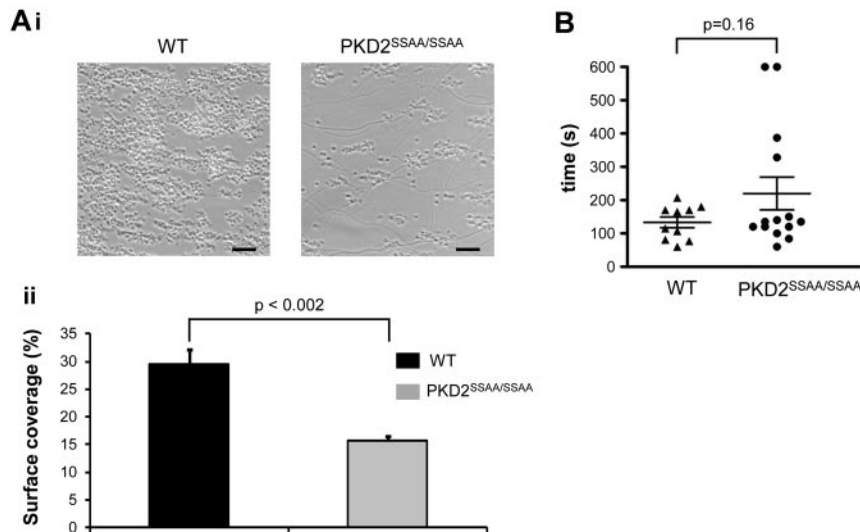 A i
WT
PKD2SSAA/SSAA
ii
p < 0.002
Surface coverage (%)
35
30
25
20
15
10
5
0
WT
PKD2SSAA/SSAA
B
p=0.16
time (s)
600
500
400
300
200
100
0
WT
PKD2SSAA/SSAA